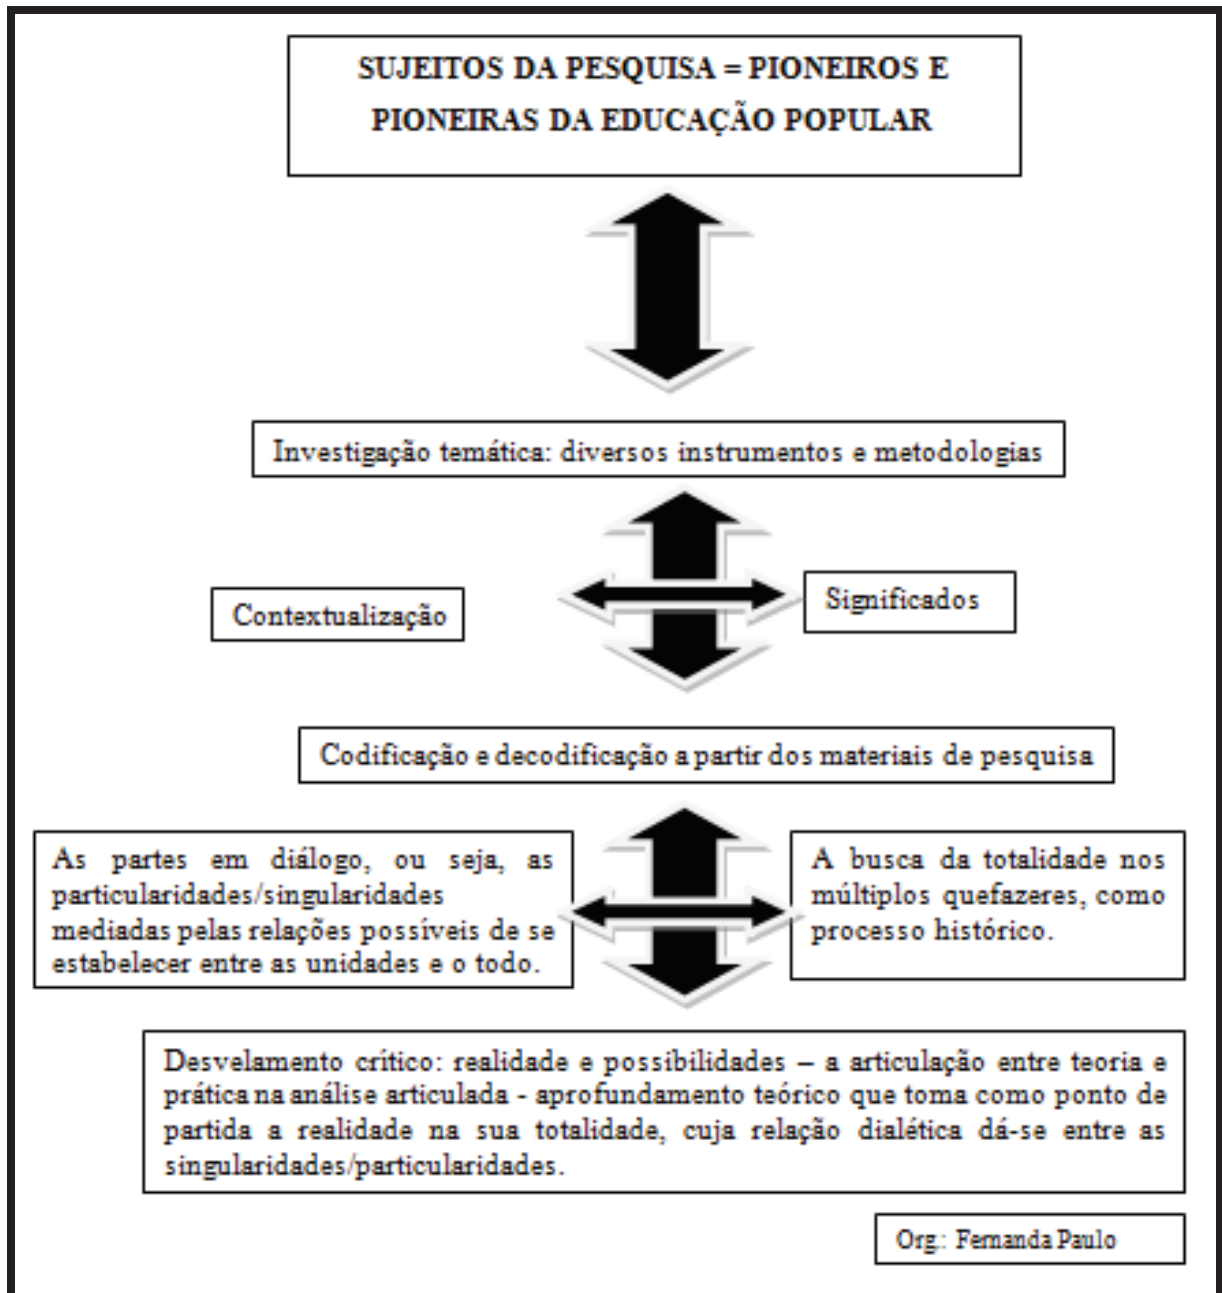 SUJEITOS DA PESQUISA = PIONEIROS E
PIONEIRAS DA EDUCAÇÃO POPULAR
Investigação temática: diversos instrumentos e metodologias
Contextualização
Significados
Codificação e decodificação a partir dos materiais de pesquisa
As partes em diálogo, ou seja, as
particularidades/singularidades
mediadas pelas relações possíveis de se
estabelecer entre as unidades e o todo.
A busca da totalidade nos
múltiplos quefazeres, como
processo histórico.
Desvelamento crítico: realidade e possibilidades – a articulação entre teoria e
prática na análise articulada - aprofundamento teórico que toma como ponto de
partida a realidade na sua totalidade, cuja relação dialética dá-se entre as
singularidades/particularidades.
Org.: Fernanda Paulo